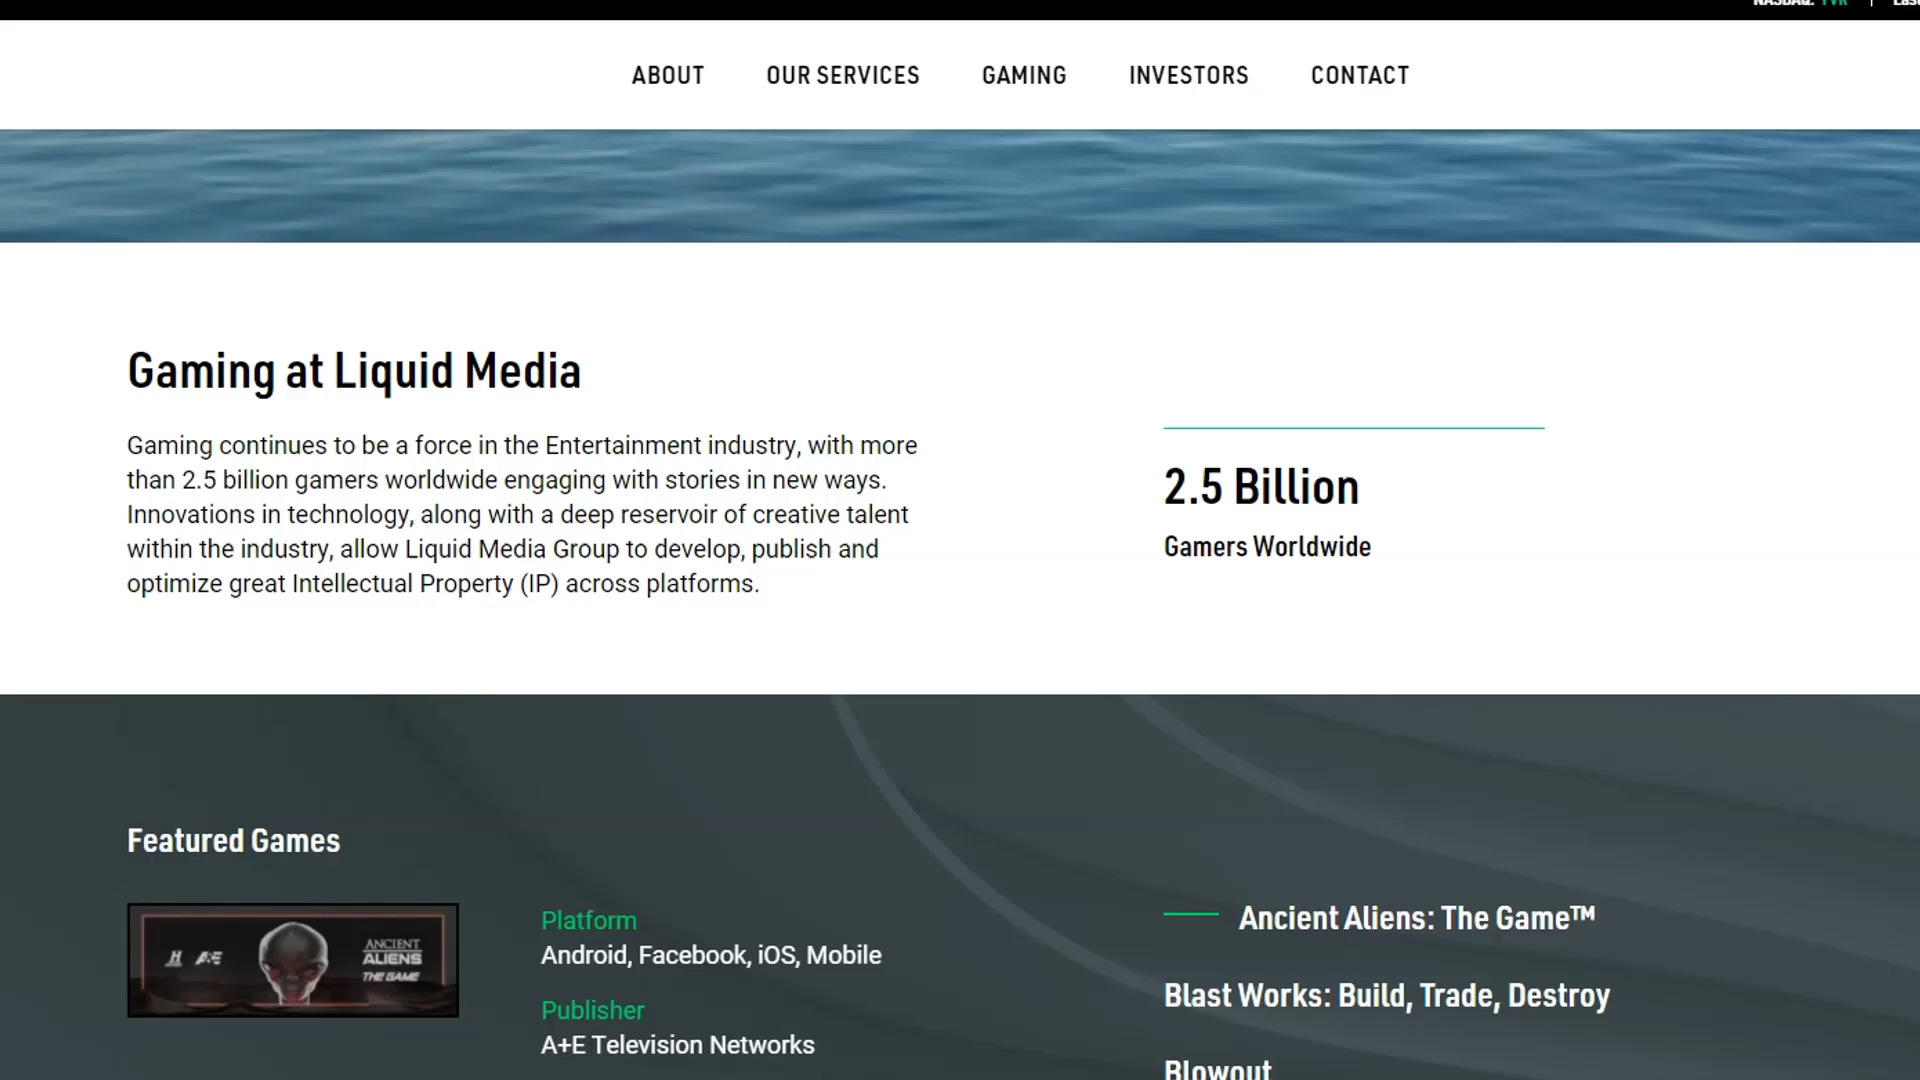 NASDAQ: YVR
ABOUT
OUR SERVICES
GAMING
INVESTORS
CONTACT
Gaming at Liquid Media
Gaming continues to be a force in the Entertainment industry, with more
than 2.5 billion gamers worldwide engaging with stories in new ways.
Innovations in technology, along with a deep reservoir of creative talent
within the industry, allow Liquid Media Group to develop, publish and
optimize great Intellectual Property (IP) across platforms.
2.5 Billion
Gamers Worldwide
Featured Games
H A+E
ANCIENT
ALIENS
THE GAME
Platform
Android, Facebook, iOS, Mobile
Publisher
A+E Television Networks
Ancient Aliens: The Game™
Blast Works: Build, Trade, Destroy
Blowout